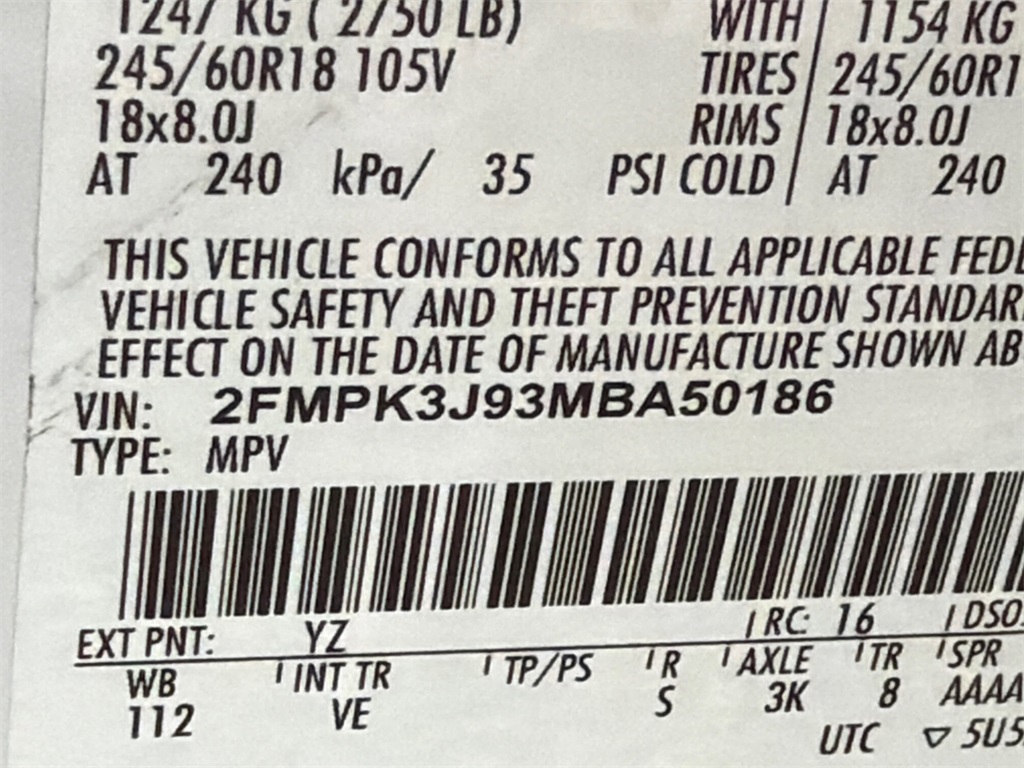 1247 KG ( 2750 LB) WITH 1154 KG
245/60R18 105V TIRES 245/60R1
18x8.0J RIMS 18x8.0J
AT 240 kPa/ 35 PSI COLD AT 240
THIS VEHICLE CONFORMS TO ALL APPLICABLE FEDE
VEHICLE SAFETY AND THEFT PREVENTION STANDAR
EFFECT ON THE DATE OF MANUFACTURE SHOWN AB
VIN: 2FMPK3J93MBA50186
TYPE: MPV
EXT PNT: YZ RC: 16 DSO
WB INT TR TP/PS R AXLE TR SPR
112 VE S 3K 8 AAAA
UTC ▽ 5U5